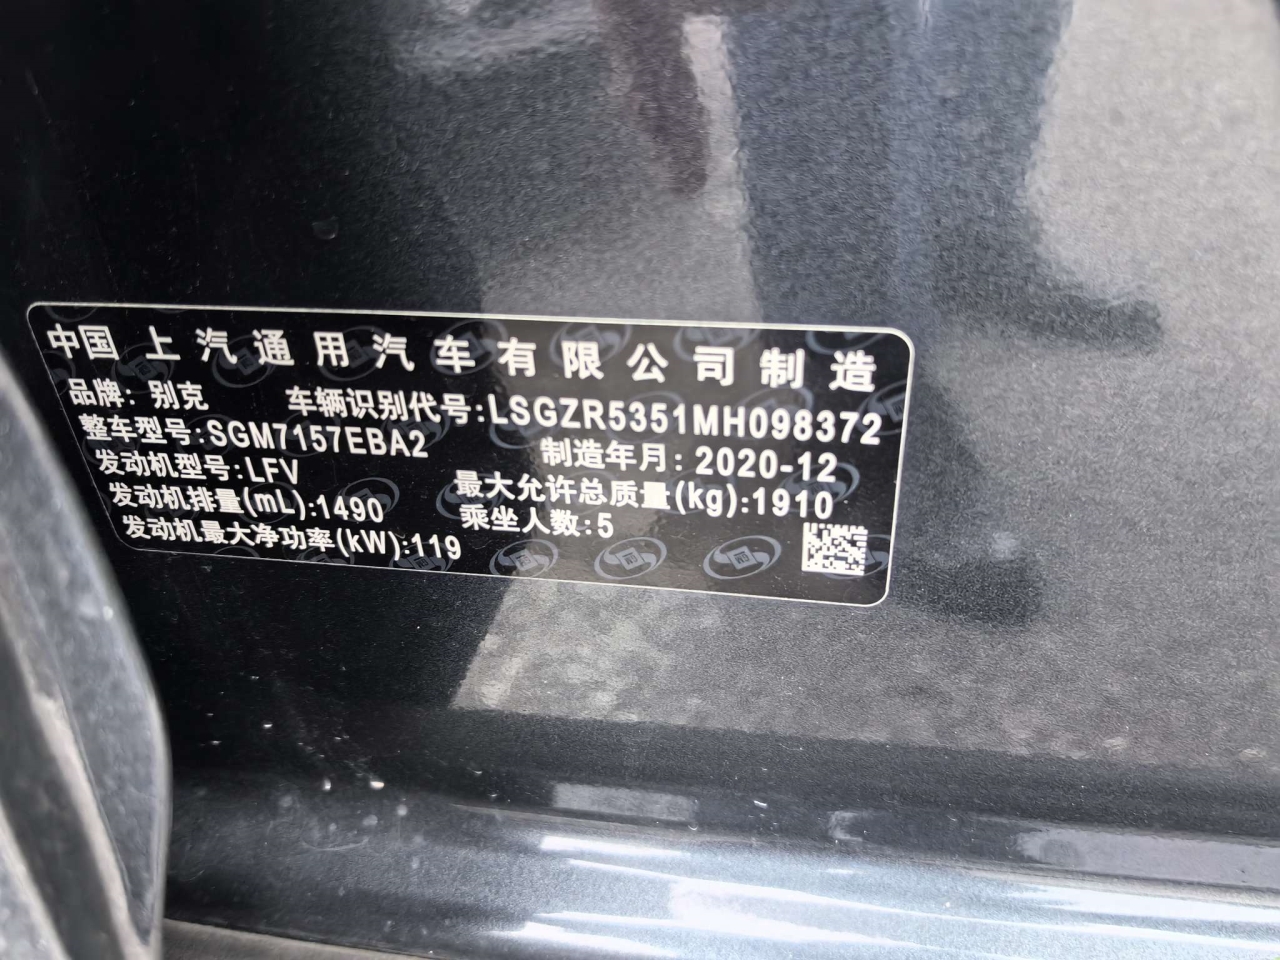 中国上汽通用汽车有限公司制造
品牌: 别克 车辆识别代号:LSGZR5351MH098372
整车型号:SGM7157EBA2 制造年月: 2020-12
发动机型号:LFV 最大允许总质量(kg):1910
发动机排量(mL):1490 乘坐人数:5
发动机最大净功率(kW):119